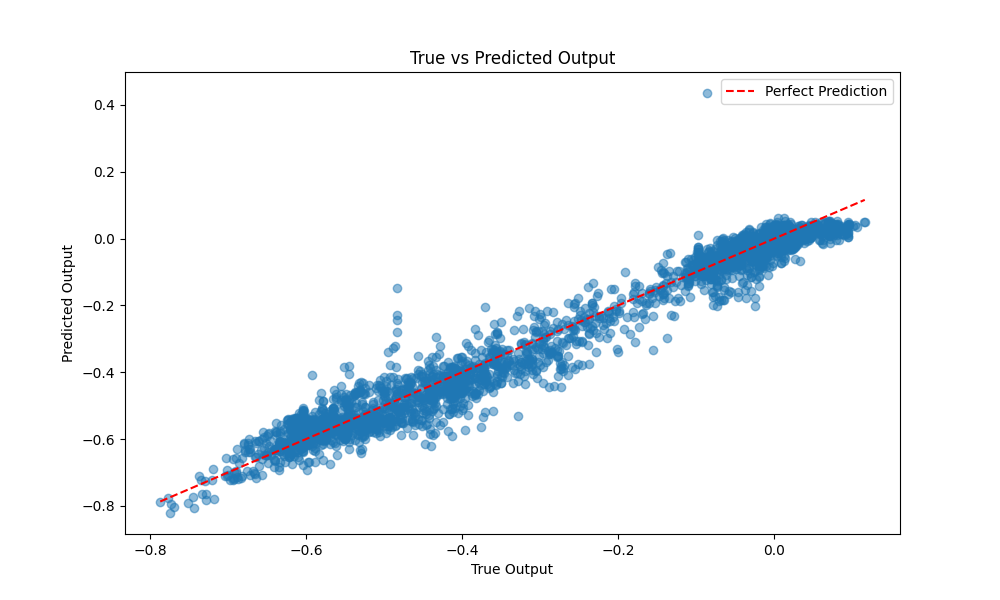 True vs Predicted Output
Perfect Prediction
Predicted Output
0.4
0.2
0.0
−0.2
−0.4
−0.6
−0.8
−0.8 −0.6 −0.4 −0.2 0.0
True Output